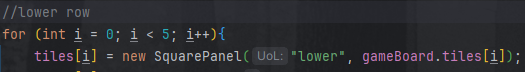 //lower row
for (int i = 0; i < 5; i++){
tiles[i] = new SquarePanel( UoL: "lower", gameBoard.tiles[i]);